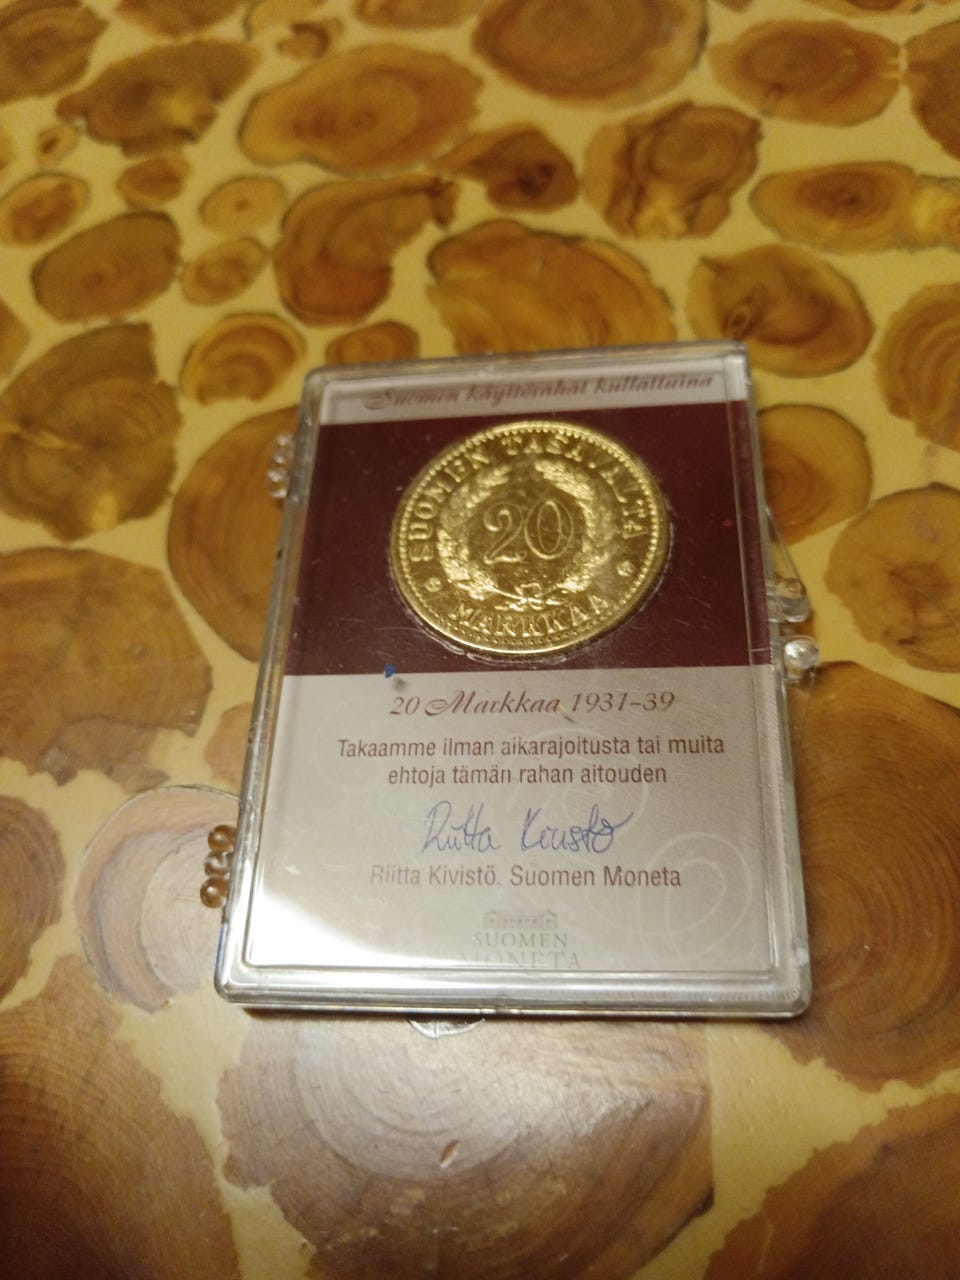 Suomen käyttörahat kullattuina
SUOMEN TASAVALTA
20
MARKKAA
20 Markkaa 1931-39
Takaamme ilman aikarajoitusta tai muita
ehtoja tämän rahan aitouden
Riitta Kivistö
Riitta Kivistö, Suomen Moneta
SUOMEN
MONETA